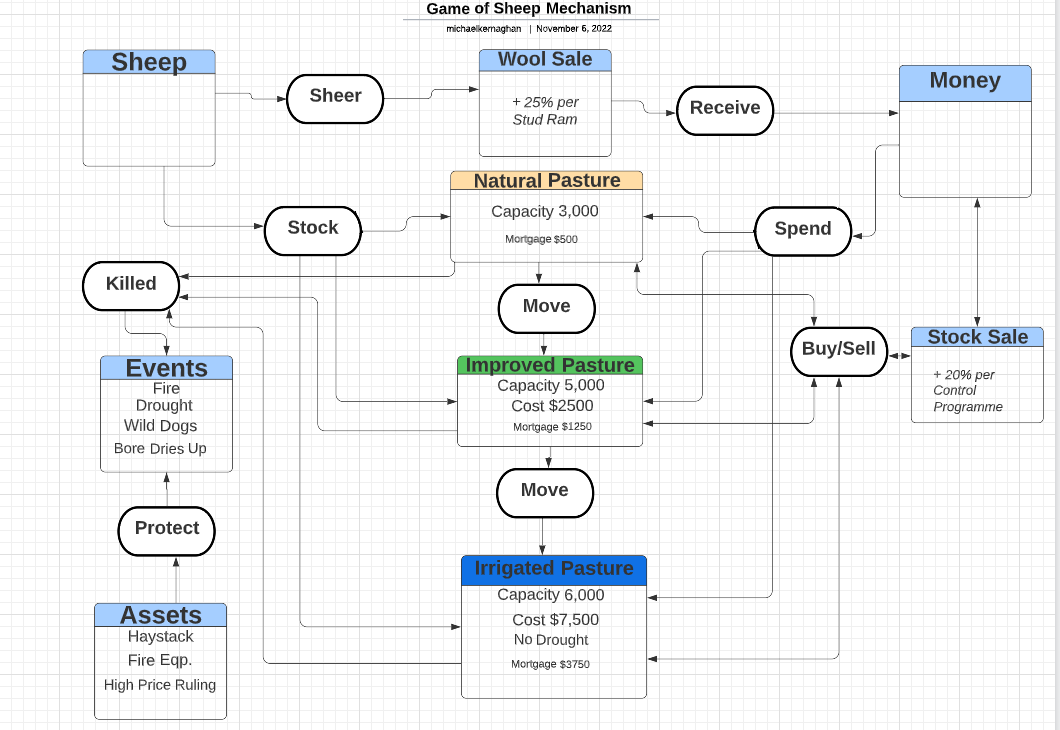 Game of Sheep Mechanism
michaelkernaghan | November 6, 2022
Sheep
Sheer
Wool Sale
+ 25% per
Stud Ram
Receive
Money
Natural Pasture
Capacity 3,000
Mortgage $500
Stock
Spend
Killed
Move
Buy/Sell
Stock Sale
+ 20% per
Control
Programme
Events
Fire
Drought
Wild Dogs
Bore Dries Up
Improved Pasture
Capacity 5,000
Cost $2500
Mortgage $1250
Move
Protect
Irrigated Pasture
Capacity 6,000
Cost $7,500
No Drought
Mortgage $3750
Assets
Haystack
Fire Eqp.
High Price Ruling